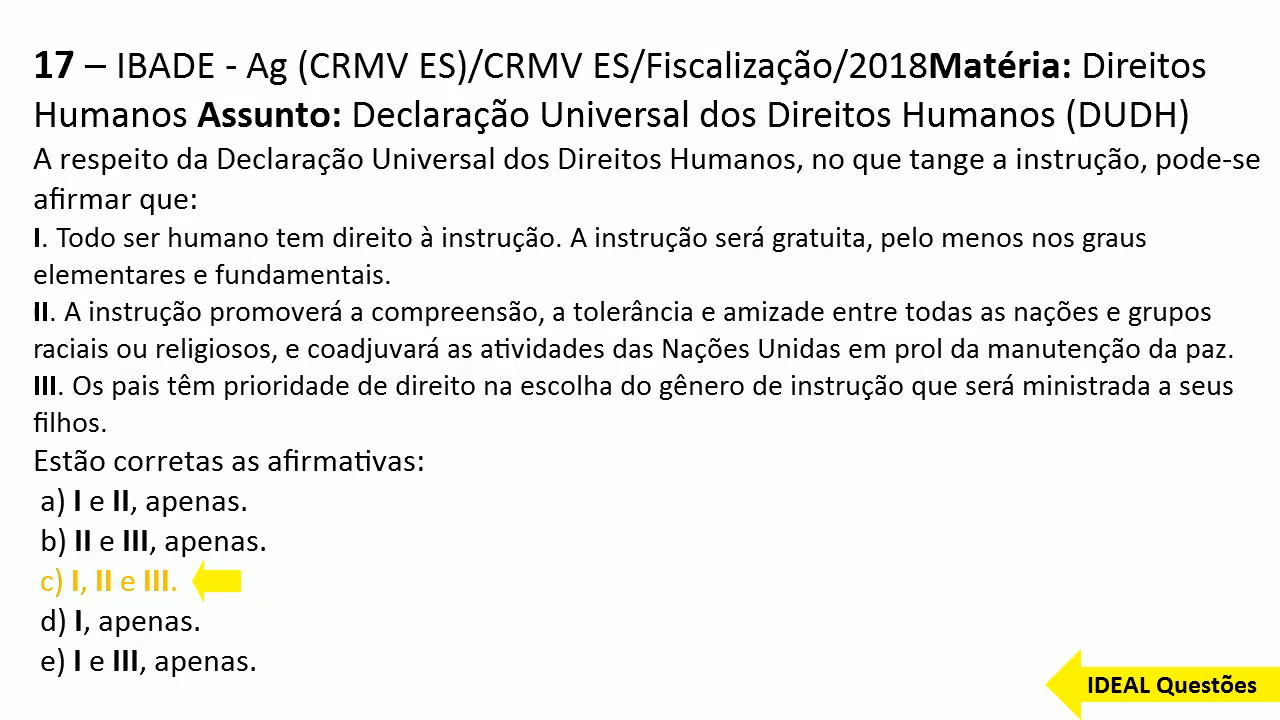 17 – IBADE - Ag (CRMV ES)/CRMV ES/Fiscalização/2018Matéria: Direitos
Humanos Assunto: Declaração Universal dos Direitos Humanos (DUDH)
A respeito da Declaração Universal dos Direitos Humanos, no que tange a instrução, pode-se
afirmar que:
I. Todo ser humano tem direito à instrução. A instrução será gratuita, pelo menos nos graus
elementares e fundamentais.
II. A instrução promoverá a compreensão, a tolerância e amizade entre todas as nações e grupos
raciais ou religiosos, e coadjuvará as atividades das Nações Unidas em prol da manutenção da paz.
III. Os pais têm prioridade de direito na escolha do gênero de instrução que será ministrada a seus
filhos.
Estão corretas as afirmativas:
a) I e II, apenas.
b) II e III, apenas.
c) I, II e III.
d) I, apenas.
e) I e III, apenas.
IDEAL Questões